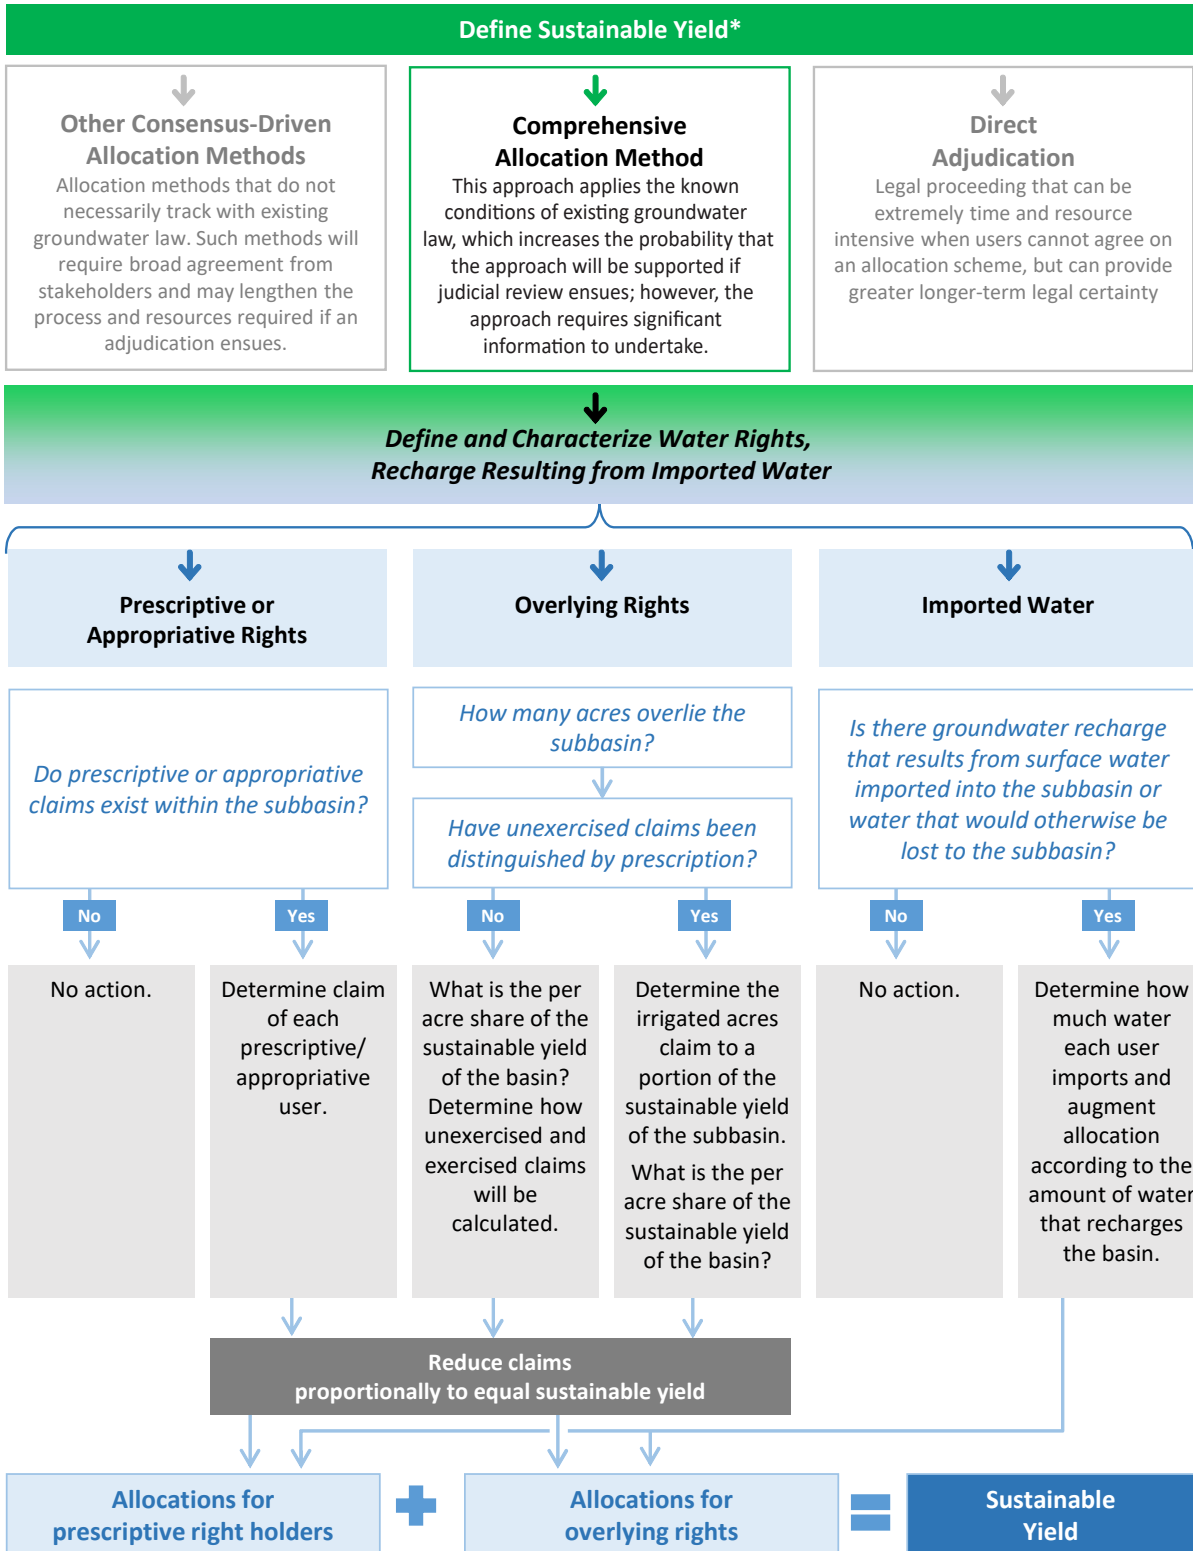 Define Sustainable Yield*
Other Consensus-Driven
Allocation Methods
Allocation methods that do not
necessarily track with existing
groundwater law. Such methods will
require broad agreement from
stakeholders and may lengthen the
process and resources required if an
adjudication ensues.
Comprehensive
Allocation Method
This approach applies the known
conditions of existing groundwater
law, which increases the probability that
the approach will be supported if
judicial review ensues; however, the
approach requires significant
information to undertake.
Direct
Adjudication
Legal proceeding that can be
extremely time and resource
intensive when users cannot agree on
an allocation scheme, but can provide
greater longer-term legal certainty
Define and Characterize Water Rights,
Recharge Resulting from Imported Water
Prescriptive or
Appropriative Rights
Overlying Rights
Imported Water
Do prescriptive or appropriative
claims exist within the subbasin?
How many acres overlie the
subbasin?
Have unexercised claims been
distinguished by prescription?
Is there groundwater recharge
that results from surface water
imported into the subbasin or
water that would otherwise be
lost to the subbasin?
No
Yes
No
Yes
No
Yes
No action.
Determine claim
of each
prescriptive/
appropriative
user.
What is the per
acre share of the
sustainable yield
of the basin?
Determine how
unexercised and
exercised claims
will be
calculated.
Determine the
irrigated acres
claim to a
portion of the
sustainable yield
of the subbasin.
What is the per
acre share of the
sustainable yield
of the basin?
No action.
Determine how
much water
each user
imports and
augment
allocation
according to the
amount of water
that recharges
the basin.
Reduce claims
proportionally to equal sustainable yield
Allocations for
prescriptive right holders
Allocations for
overlying rights
Sustainable
Yield